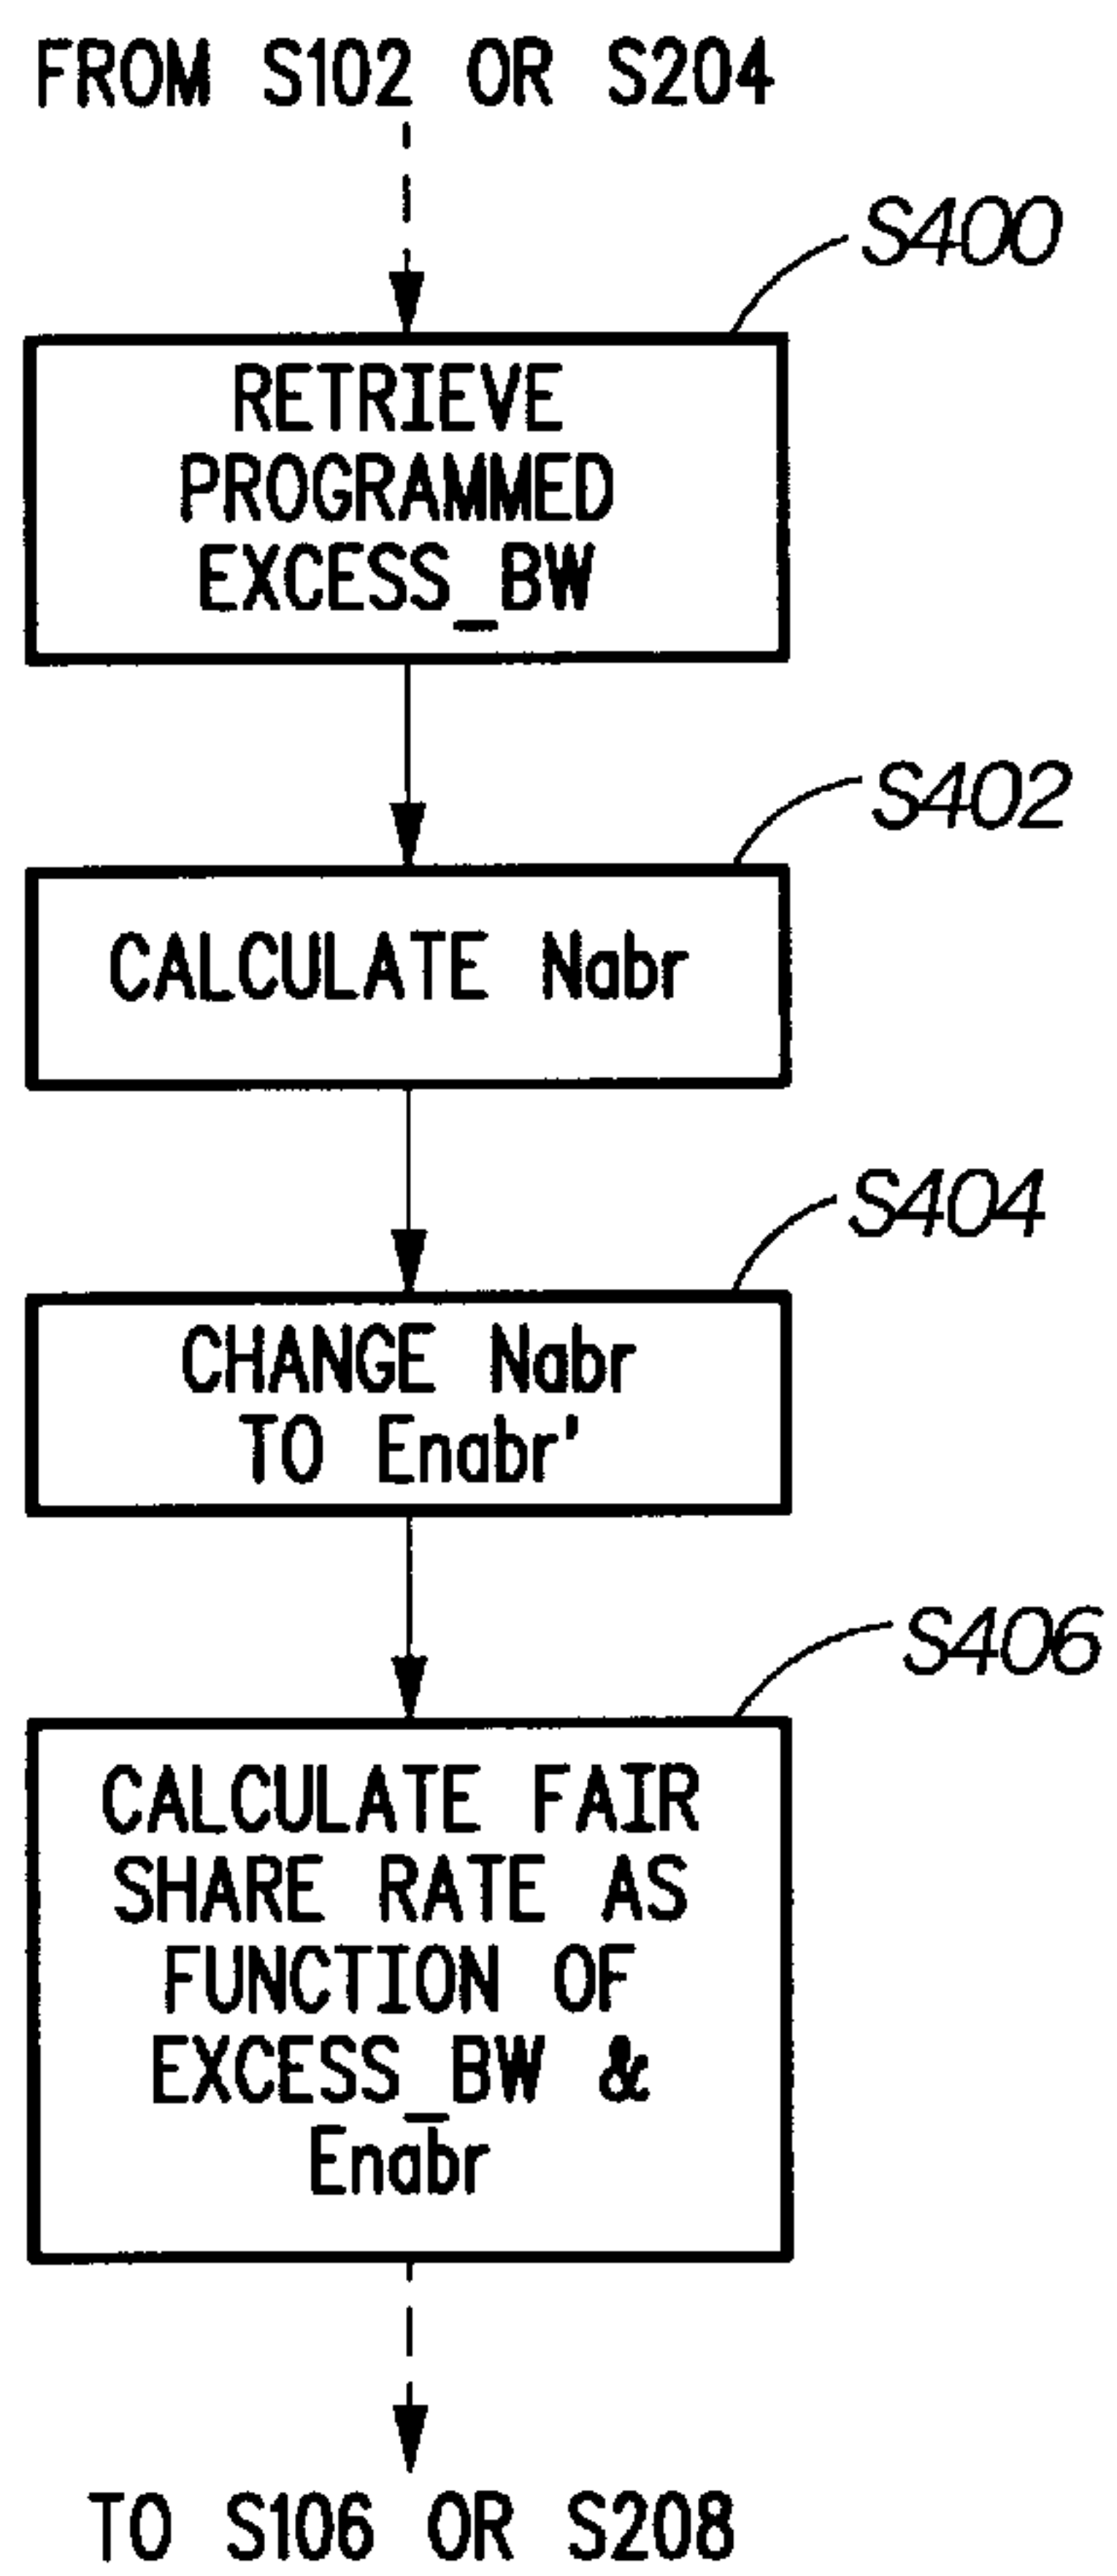 FROM S102 OR S204
S400
RETRIEVE
PROGRAMMED
EXCESS_BW
S402
CALCULATE Nabr
S404
CHANGE Nabr
TO Enabr'
S406
CALCULATE FAIR
SHARE RATE AS
FUNCTION OF
EXCESS_BW &
Enabr
TO S106 OR S208